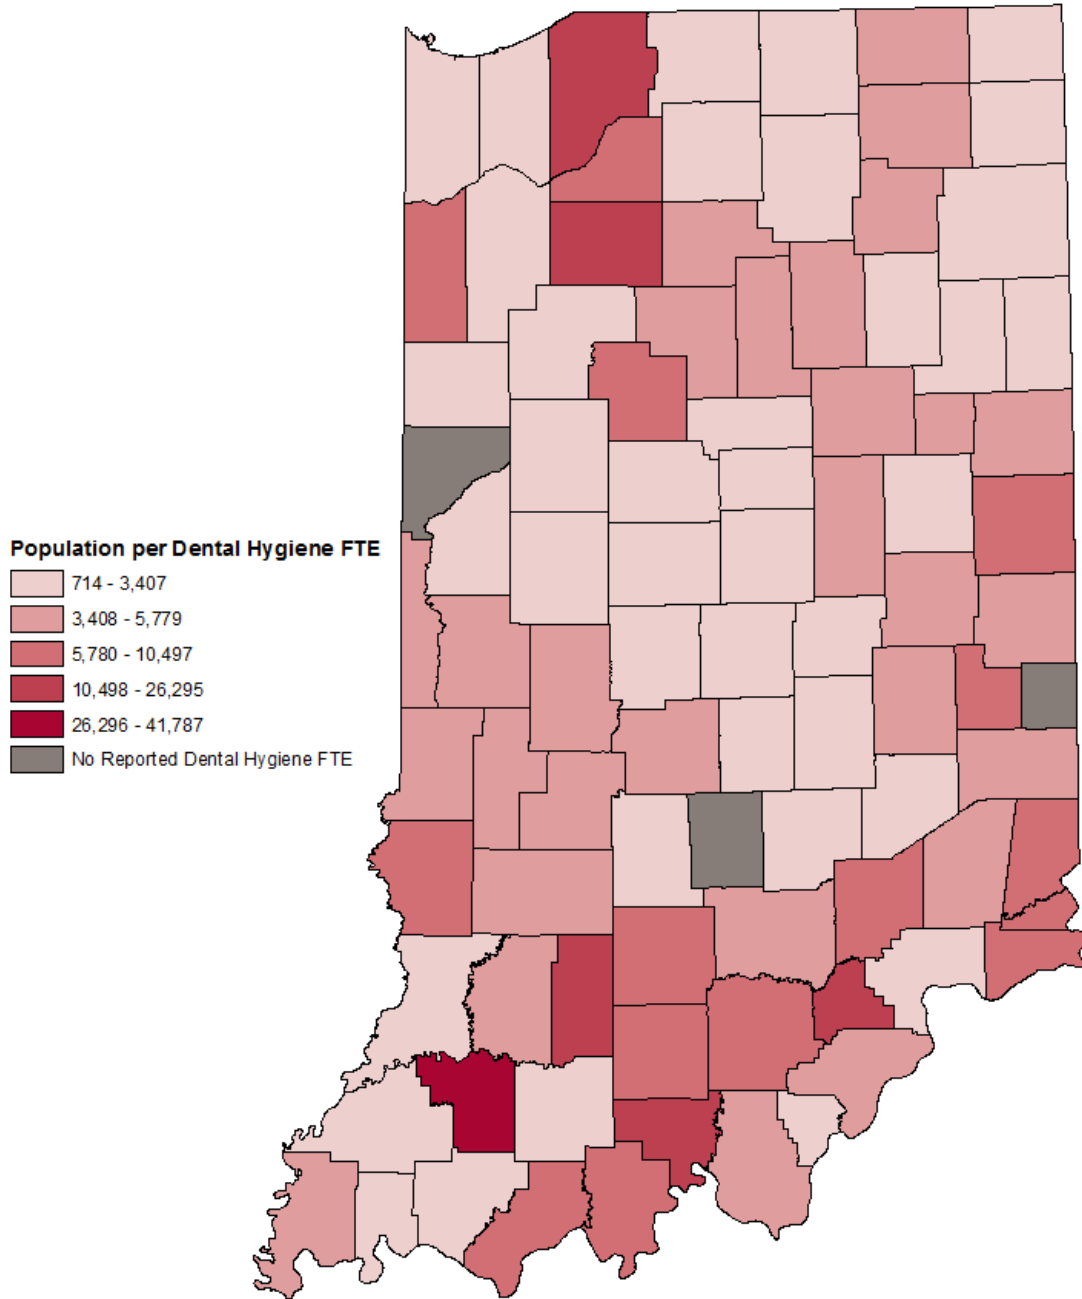 Population per Dental Hygiene FTE
714 - 3,407
3,408 - 5,779
5,780 - 10,497
10,498 - 26,295
26,296 - 41,787
No Reported Dental Hygiene FTE